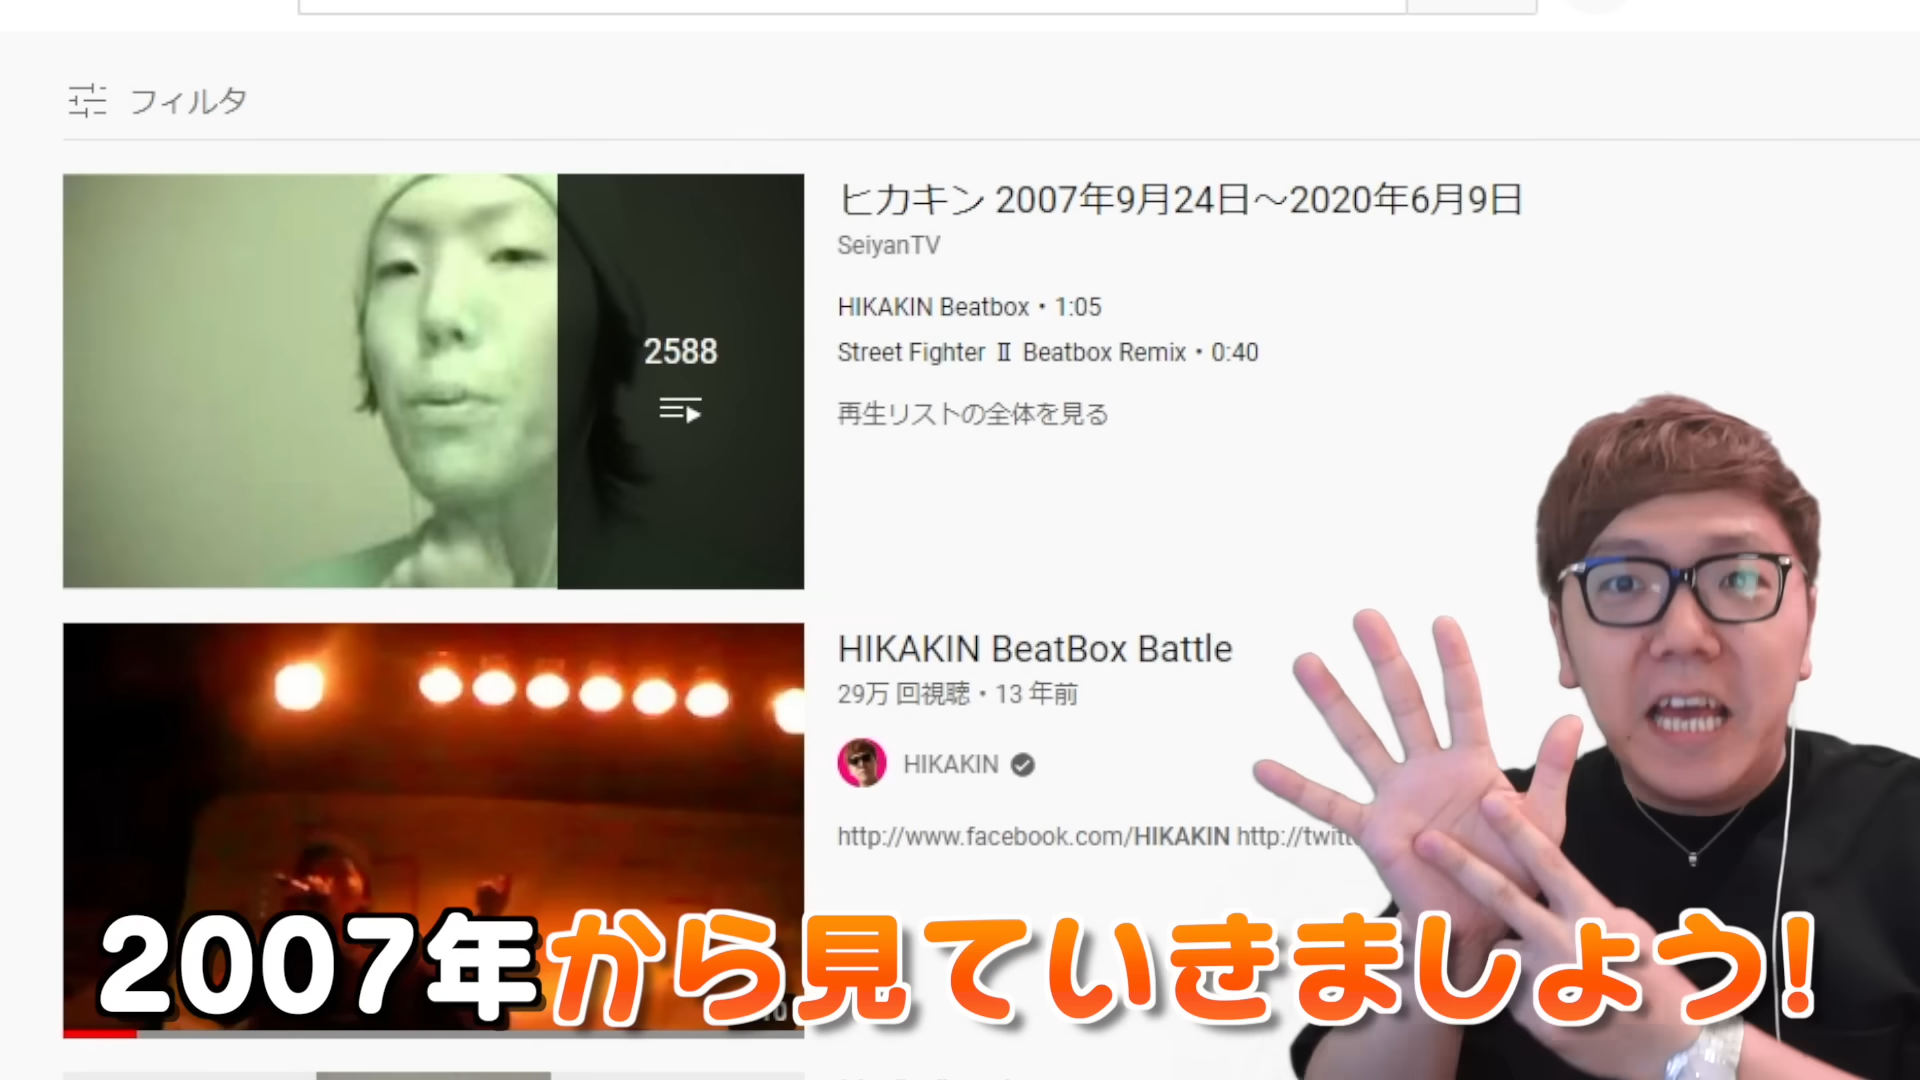 フィルタ
ヒカキン 2007年9月24日～2020年6月9日
SeiyanTV
HIKAKIN Beatbox・1:05
Street Fighter Ⅱ Beatbox Remix・0:40
再生リストの全体を見る
2588
HIKAKIN BeatBox Battle
29万 回視聴・13 年前
HIKAKIN
http://www.facebook.com/HIKAKIN http://twitt
2007年から見ていきましょう!